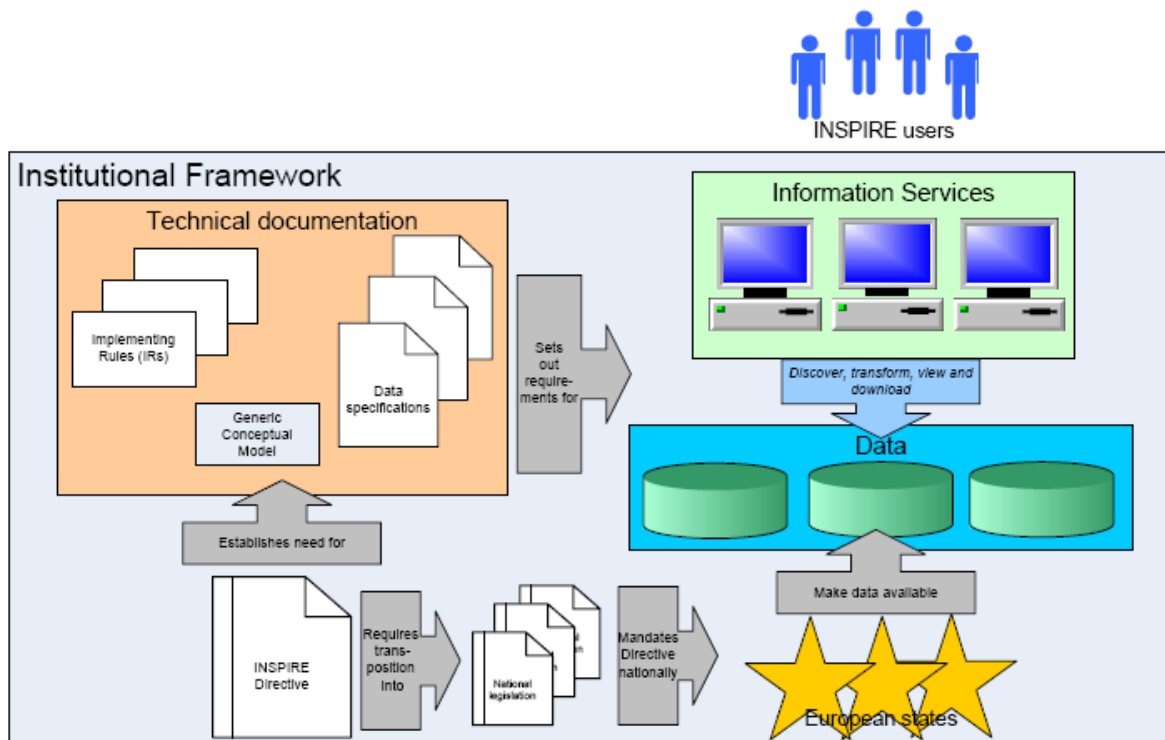 INSPIRE users
Institutional Framework
Technical documentation
Implementing
Rules (IRs)
Data
specifications
Generic
Conceptual
Model
Sets
out
require-
ments for
Information Services
Discover, transform, view and
download
Data
Establishes need for
Make data available
INSPIRE
Directive
Requires
trans-
position
into
National
legislation
Mandates
Directive
nationally
European states